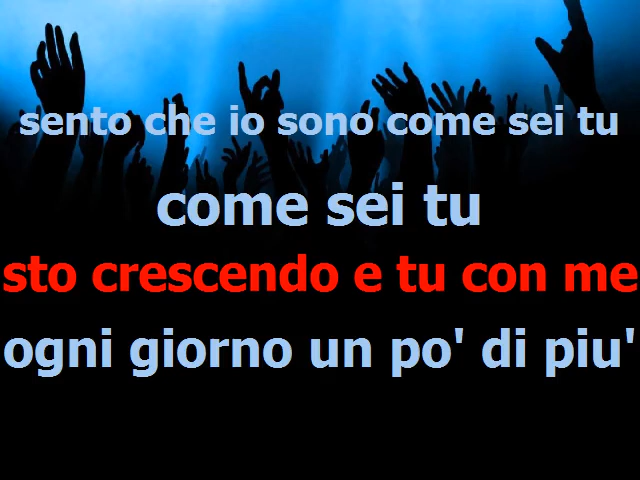 sento che io sono come sei tu
come sei tu
sto crescendo e tu con me
ogni giorno un po' di piu'